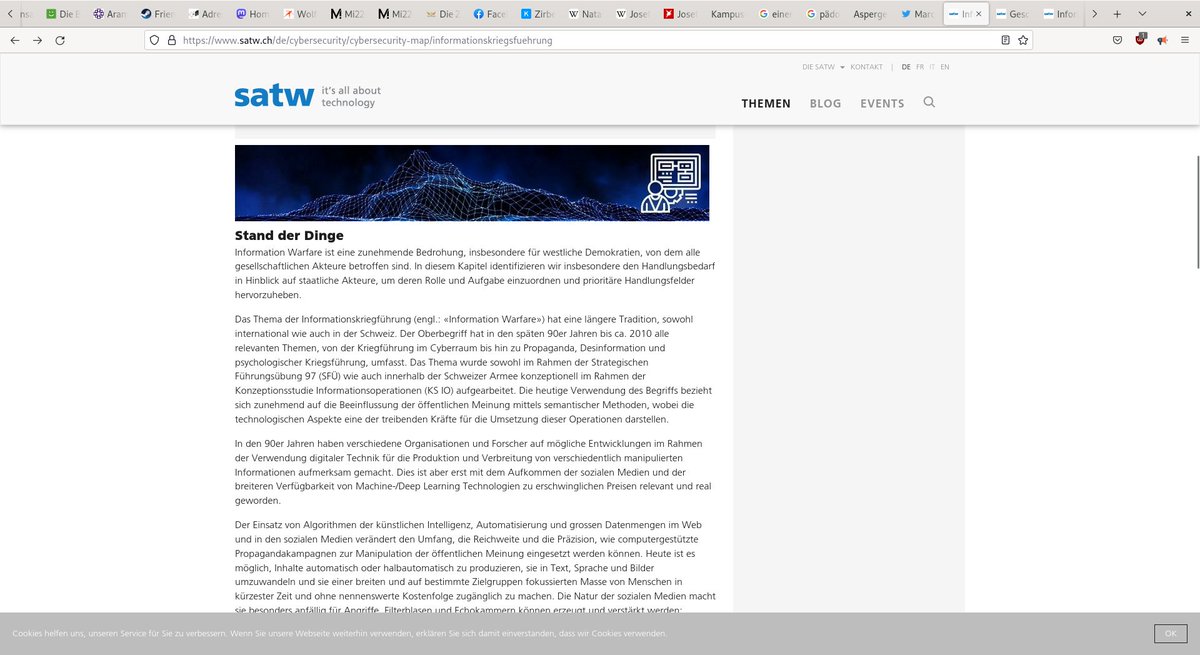 nsa
Die E
Aran
Frien
Adre
Hom
Wolf
Mi22
Mi22
Die Z
Face
Zirbe
Nata
Josef
Josef
Kampus
einer
pädo
Asperge
Marc
Inf
Gesc
Infor
https://www.satw.ch/de/cybersecurity/cybersecurity-map/informationskriegsfuehrung
DIE SATW KONTAKT | DE FR IT EN
satw it's all about
technology
THEMEN BLOG EVENTS
Stand der Dinge
Information Warfare ist eine zunehmende Bedrohung, insbesondere für westliche Demokratien, von dem alle
gesellschaftlichen Akteure betroffen sind. In diesem Kapitel identifizieren wir insbesondere den Handlungsbedarf
in Hinblick auf staatliche Akteure, um deren Rolle und Aufgabe einzuordnen und prioritäre Handlungsfelder
hervorzuheben.
Das Thema der Informationskriegführung (engl.: «Information Warfare») hat eine längere Tradition, sowohl
international wie auch in der Schweiz. Der Oberbegriff hat in den späten 90er Jahren bis ca. 2010 alle
relevanten Themen, von der Kriegführung im Cyberraum bis hin zu Propaganda, Desinformation und
psychologischer Kriegsführung, umfasst. Das Thema wurde sowohl im Rahmen der Strategischen
Führungsübung 97 (SFÜ) wie auch innerhalb der Schweizer Armee konzeptionell im Rahmen der
Konzeptionsstudie Informationsoperationen (KS IO) aufgearbeitet. Die heutige Verwendung des Begriffs bezieht
sich zunehmend auf die Beeinflussung der öffentlichen Meinung mittels semantischer Methoden, wobei die
technologischen Aspekte eine der treibenden Kräfte für die Umsetzung dieser Operationen darstellen.
In den 90er Jahren haben verschiedene Organisationen und Forscher auf mögliche Entwicklungen im Rahmen
der Verwendung digitaler Technik für die Produktion und Verbreitung von verschiedentlich manipulierten
Informationen aufmerksam gemacht. Dies ist aber erst mit dem Aufkommen der sozialen Medien und der
breiteren Verfügbarkeit von Machine-/Deep Learning Technologien zu erschwinglichen Preisen relevant und real
geworden.
Der Einsatz von Algorithmen der künstlichen Intelligenz, Automatisierung und grossen Datenmengen im Web
und in den sozialen Medien verändert den Umfang, die Reichweite und die Präzision, wie computergestützte
Propagandakampagnen zur Manipulation der öffentlichen Meinung eingesetzt werden können. Heute ist es
möglich, Inhalte automatisch oder halbautomatisch zu produzieren, sie in Text, Sprache und Bilder
umzuwandeln und sie einer breiten und auf bestimmte Zielgruppen fokussierten Masse von Menschen in
kürzester Zeit und ohne nennenswerte Kostenfolge zugänglich zu machen. Die Natur der sozialen Medien macht
sie besonders anfällig für Angriffe. Filterblasen und Echokammern können erzeugt und verstärkt werden;
Cookies helfen uns, unseren Service für Sie zu verbessern. Wenn Sie unsere Webseite weiterhin verwenden, erklären Sie sich damit einverstanden, dass wir Cookies verwenden.
OK